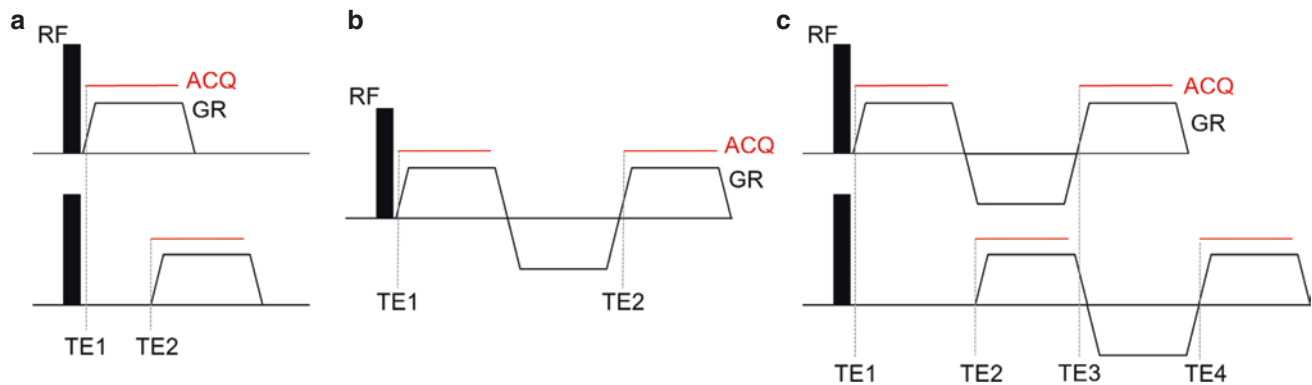 a
RF
ACQ
GR
TE1 TE2
b
RF
ACQ
GR
TE1 TE2
c
RF
ACQ
GR
TE1 TE2 TE3 TE4